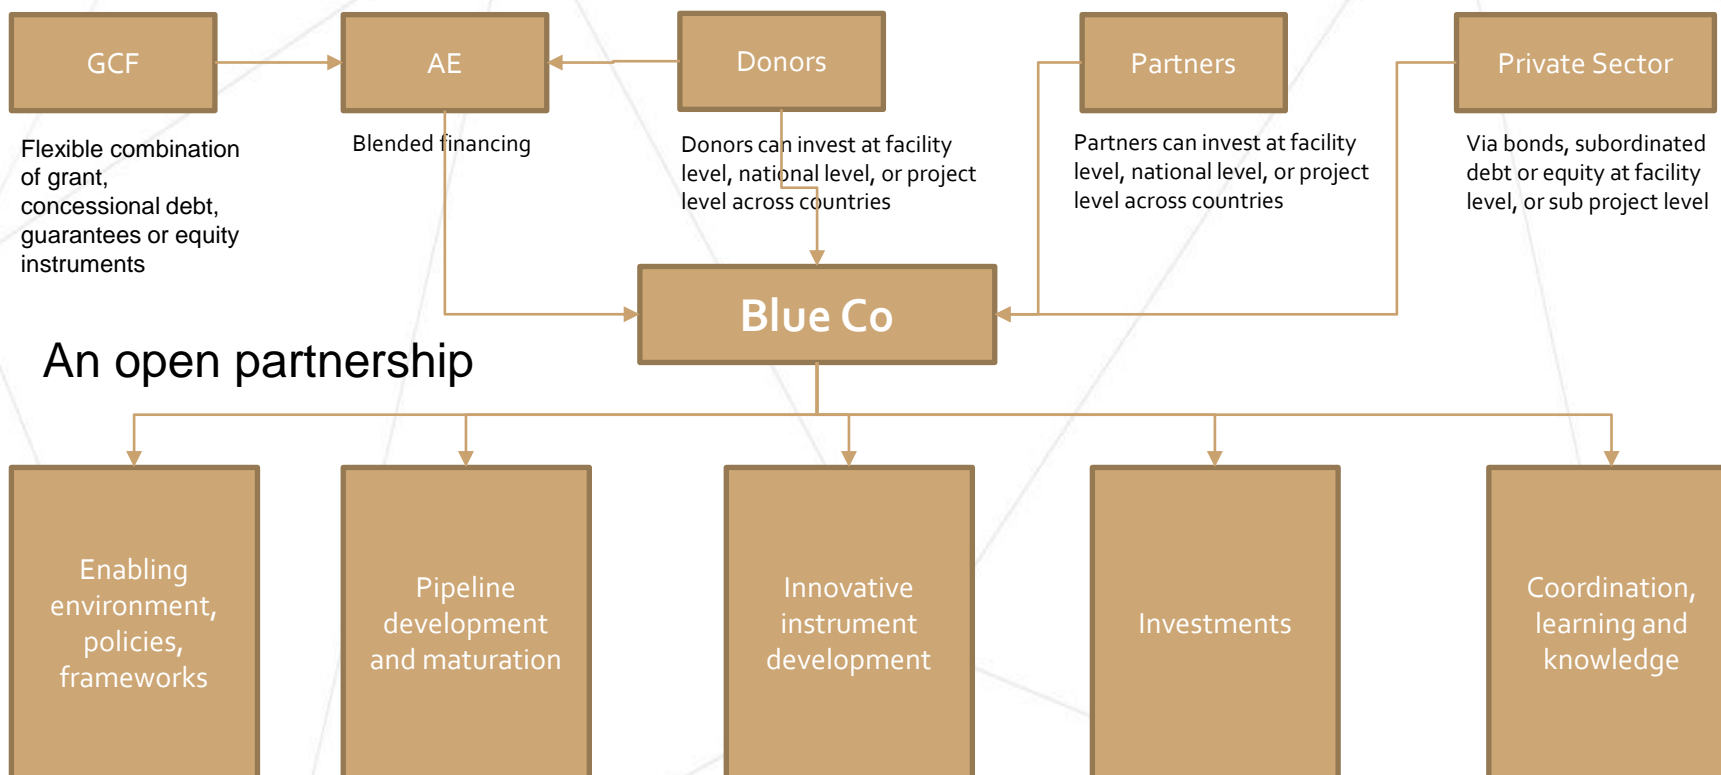 GCF
AE
Donors
Partners
Private Sector
Flexible combination
of grant,
concessional debt,
guarantees or equity
instruments
Blended financing
Donors can invest at facility
level, national level, or project
level across countries
Partners can invest at facility
level, national level, or project
level across countries
Via bonds, subordinated
debt or equity at facility
level, or sub project level
Blue Co
An open partnership
Enabling
environment,
policies,
frameworks
Pipeline
development
and maturation
Innovative
instrument
development
Investments
Coordination,
learning and
knowledge